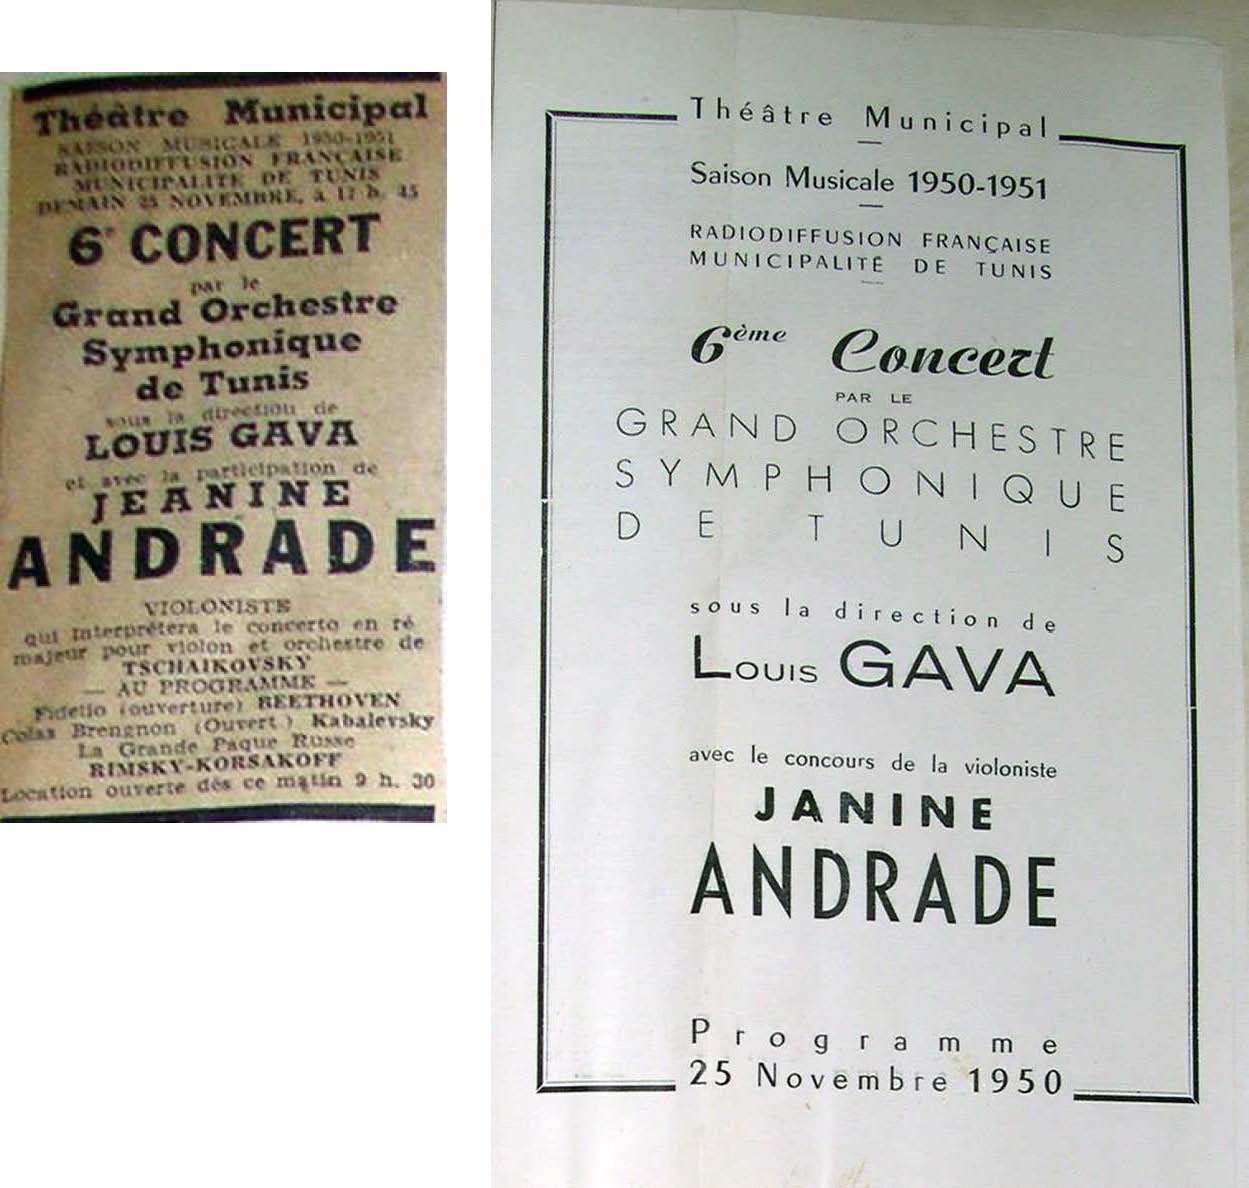 Théâtre Municipal
SAISON MUSICALE 1950-1951
RADIODIFFUSION FRANÇAISE
MUNICIPALITE DE TUNIS
DEMAIN 25 NOVEMBRE, à 17 h. 45
6e CONCERT
par le
Grand Orchestre
Symphonique
de Tunis
sous la direction de
LOUIS GAVA
et avec la participation de
JEANINE
ANDRADE
VIOLONISTE
qui interprétera le concerto en ré
majeur pour violon et orchestre de
TSCHAIKOVSKY
— AU PROGRAMME —
Fidelio (ouverture) BEETHOVEN
Colas Brengnon (Ouvert.) Kabalevsky
La Grande Paque Russe
RIMSKY-KORSAKOFF
Location ouverte dès ce matin 9 h. 30
Théâtre Municipal
Saison Musicale 1950-1951
RADIODIFFUSION FRANÇAISE
MUNICIPALITÉ DE TUNIS
6ème Concert
PAR LE
GRAND ORCHESTRE
SYMPHONIQUE
DE TUNIS
sous la direction de
Louis GAVA
avec le concours de la violoniste
JANINE
ANDRADE
Programme
25 Novembre 1950